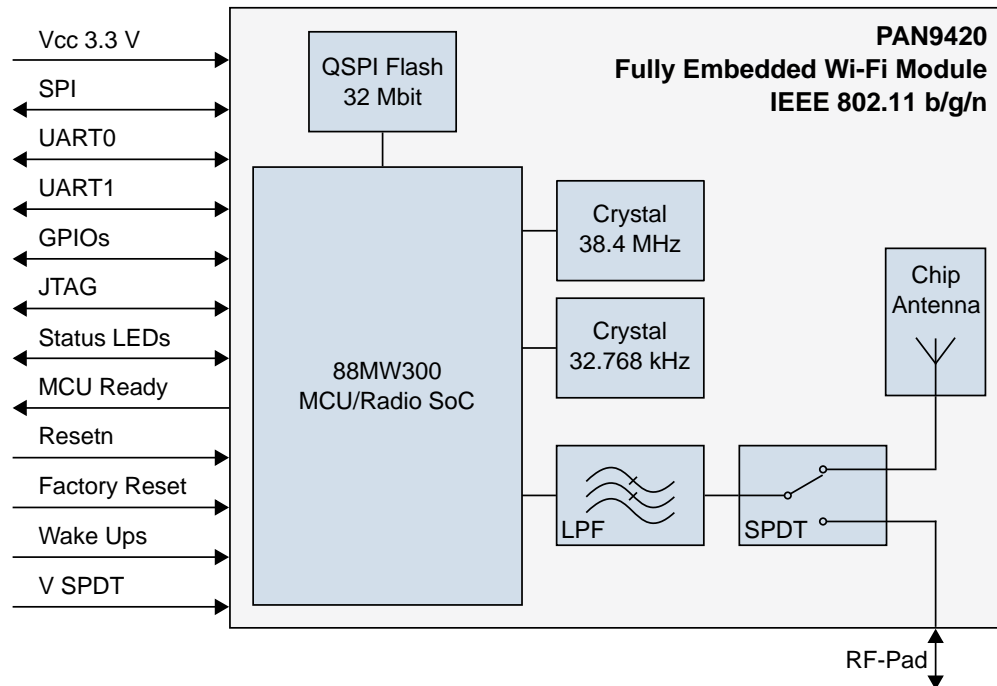 Vcc 3.3 V
SPI
UART0
UART1
GPIOs
JTAG
Status LEDs
MCU Ready
Resetn
Factory Reset
Wake Ups
V SPDT
PAN9420
Fully Embedded Wi-Fi Module
IEEE 802.11 b/g/n
QSPI Flash
32 Mbit
88MW300
MCU/Radio SoC
Crystal
38.4 MHz
Crystal
32.768 kHz
Chip
Antenna
LPF
SPDT
RF-Pad